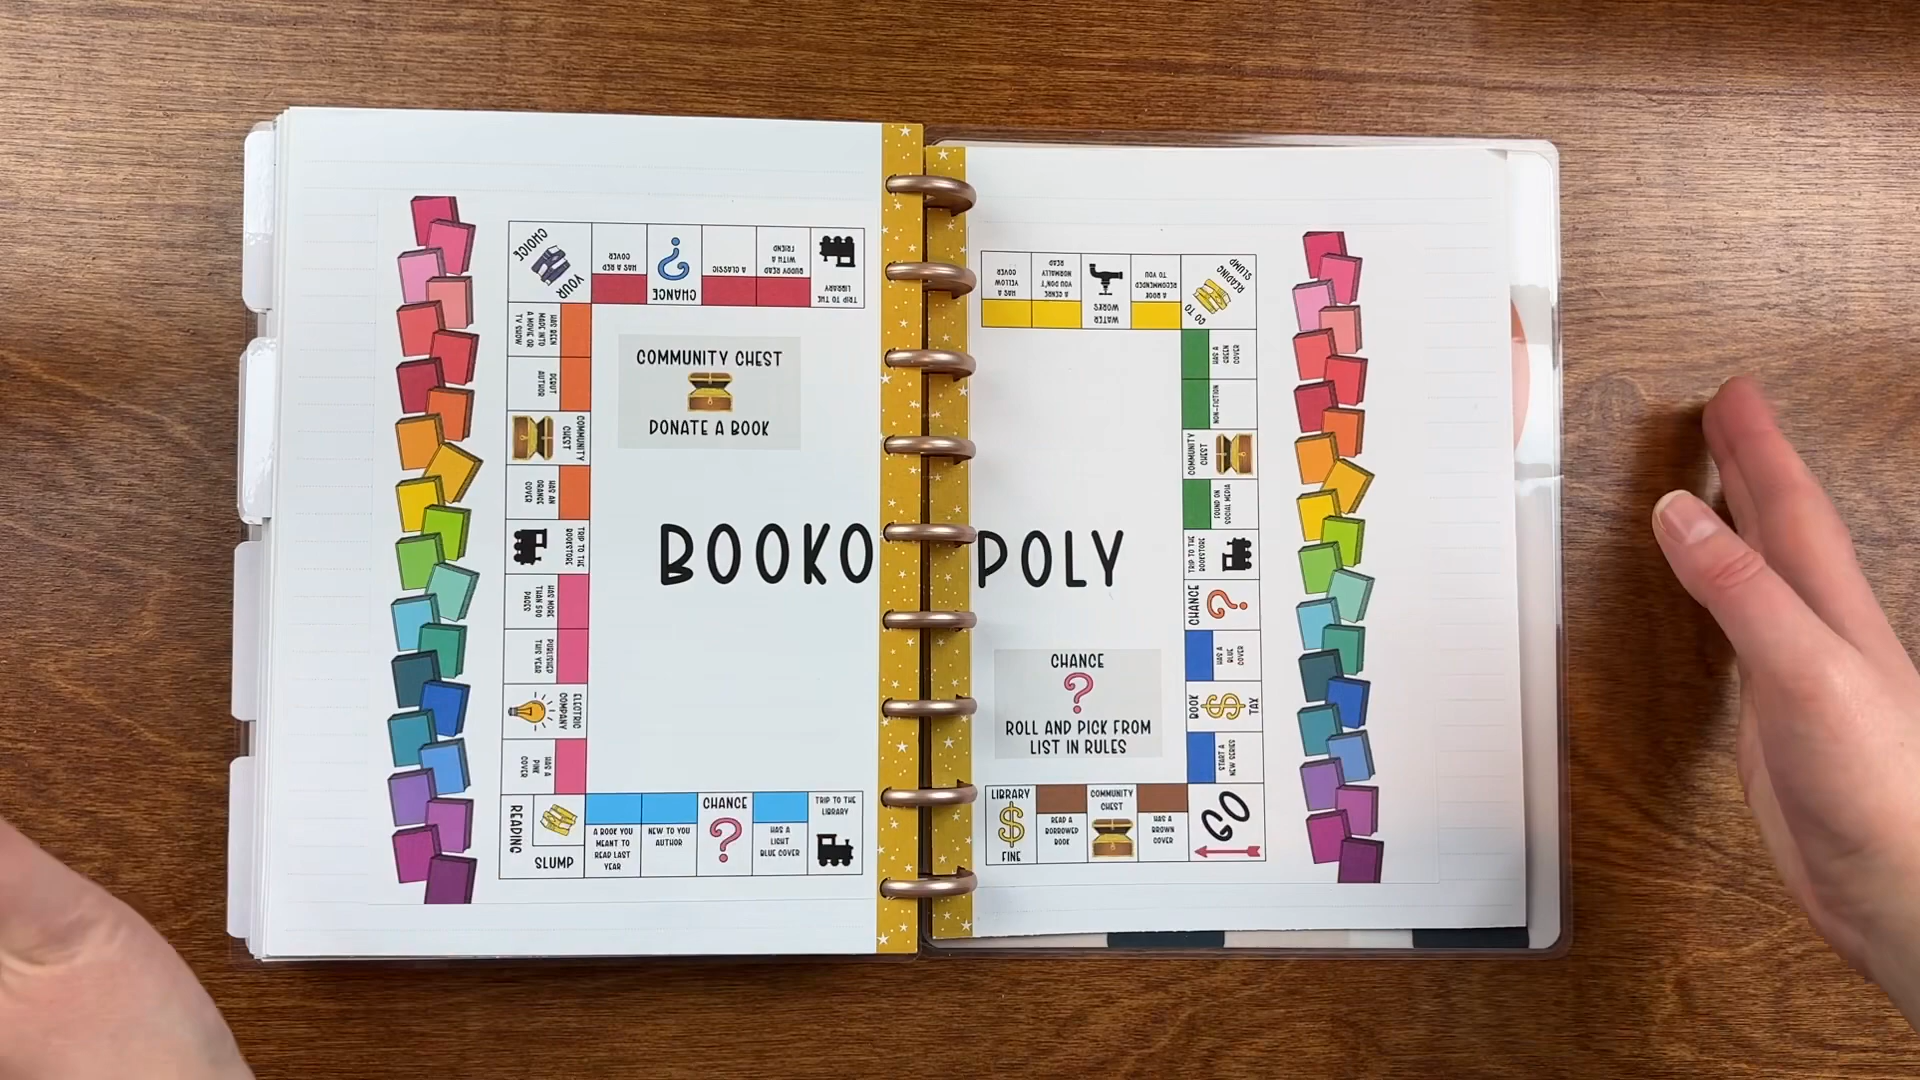 YOUR
CHOICE
HAS A RED
COVER
CHANCE
A CLASSIC
BUDDY READ
WITH A
FRIEND
TRIP TO THE
LIBRARY
HAS A
YELLOW
COVER
A GENRE
YOU DON'T
NORMALLY
READ
WATER
WORKS
A BOOK
RECOMMENDED
TO YOU
GO TO
READING
SLUMP
HAS BEEN
MADE INTO
A MOVIE OR
TV SHOW
DEBUT
AUTHOR
COMMUNITY
CHEST
HAS AN
ORANGE
COVER
TRIP TO THE
BOOKSTORE
HAS MORE
THAN 500
PAGES
PUBLISHED
THIS YEAR
ELECTRIC
COMPANY
HAS A
PINK
COVER
COMMUNITY CHEST
DONATE A BOOK
BOOKOPOLY
CHANCE
?
ROLL AND PICK FROM
LIST IN RULES
HAS A
GREEN
COVER
NON-FICTION
COMMUNITY
CHEST
FOUND ON
SOCIAL MEDIA
TRIP TO THE
BOOKSTORE
CHANCE
?
HAS A
BLUE
COVER
BOOK
$
TAX
START A
NEW SERIES
READING
SLUMP
A BOOK YOU
MEANT TO
READ LAST
YEAR
NEW TO YOU
AUTHOR
CHANCE
?
HAS A
LIGHT
BLUE COVER
TRIP TO THE
LIBRARY
LIBRARY
$
FINE
READ A
BORROWED
BOOK
COMMUNITY
CHEST
HAS A
BROWN
COVER
GO